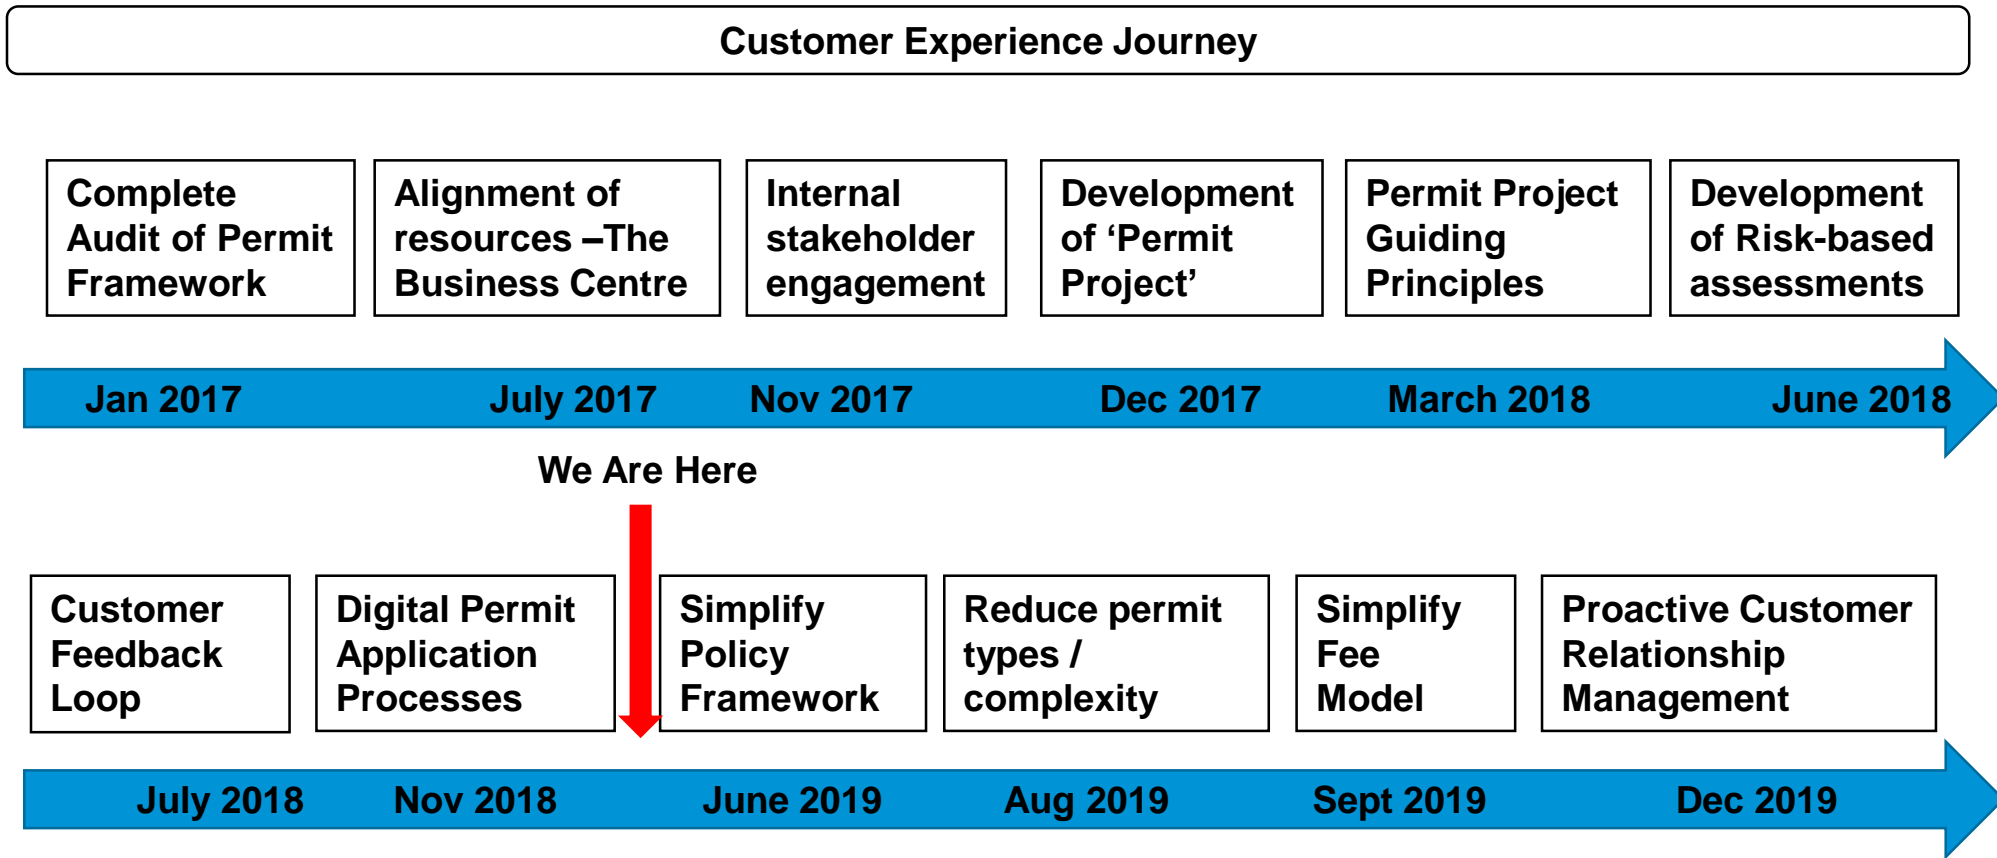 Customer Experience Journey
Complete
Audit of Permit
Framework
Alignment of
resources –The
Business Centre
Internal
stakeholder
engagement
Development
of ‘Permit
Project’
Permit Project
Guiding
Principles
Development
of Risk-based
assessments
Jan 2017
July 2017
Nov 2017
Dec 2017
March 2018
June 2018
We Are Here
Customer
Feedback
Loop
Digital Permit
Application
Processes
Simplify
Policy
Framework
Reduce permit
types /
complexity
Simplify
Fee
Model
Proactive Customer
Relationship
Management
July 2018
Nov 2018
June 2019
Aug 2019
Sept 2019
Dec 2019